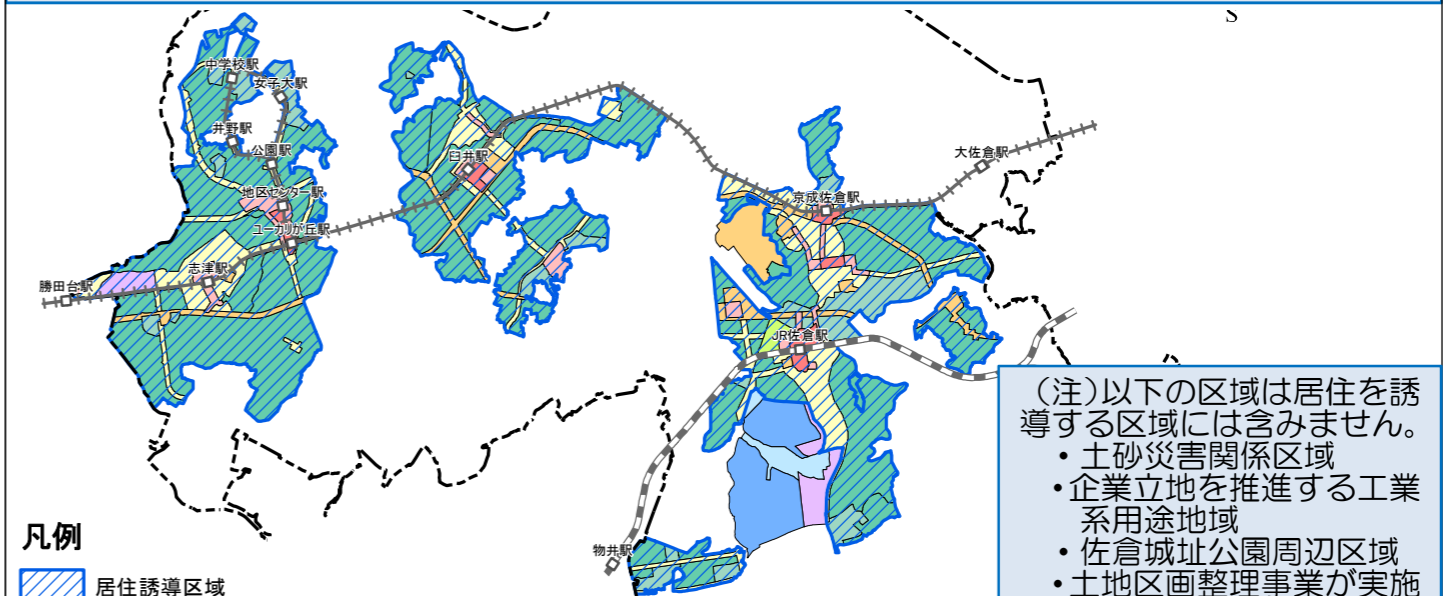 S
中学校駅
女子大駅
井野駅
公園駅
臼井駅
大佐倉駅
地区センター駅
京成佐倉駅
ユーカリが丘駅
志津駅
勝田台駅
JR佐倉駅
物井駅
(注)以下の区域は居住を誘
導する区域には含みません。
・土砂災害関係区域
・企業立地を推進する工業
系用途地域
・佐倉城址公園周辺区域
・土地区画整理事業が実施
凡例
居住誘導区域